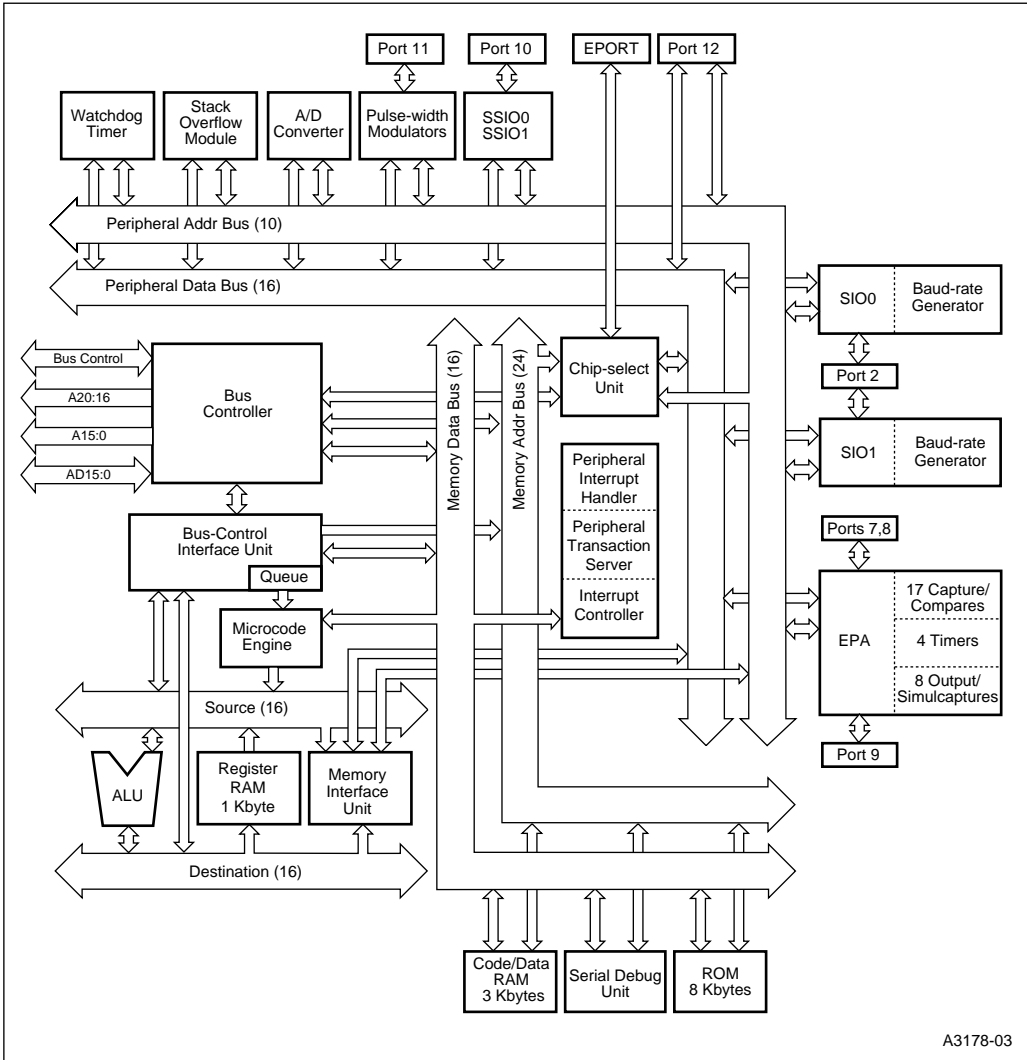 Port 11
Port 10
EPORT
Port 12
Watchdog
Timer
Stack
Overflow
Module
A/D
Converter
Pulse-width
Modulators
SSIO0
SSIO1
Peripheral Addr Bus (10)
Peripheral Data Bus (16)
SIO0
Baud-rate
Generator
Port 2
SIO1
Baud-rate
Generator
Bus Control
A20:16
A15:0
AD15:0
Bus
Controller
Memory Data Bus (16)
Memory Addr Bus (24)
Chip-select
Unit
Peripheral
Interrupt
Handler
Peripheral
Transaction
Server
Interrupt
Controller
Bus-Control
Interface Unit
Queue
Microcode
Engine
Ports 7,8
EPA
17 Capture/
Compares
4 Timers
8 Output/
Simulcaptures
Port 9
Source (16)
ALU
Register
RAM
1 Kbyte
Memory
Interface
Unit
Destination (16)
Code/Data
RAM
3 Kbytes
Serial Debug
Unit
ROM
8 Kbytes
A3178-03